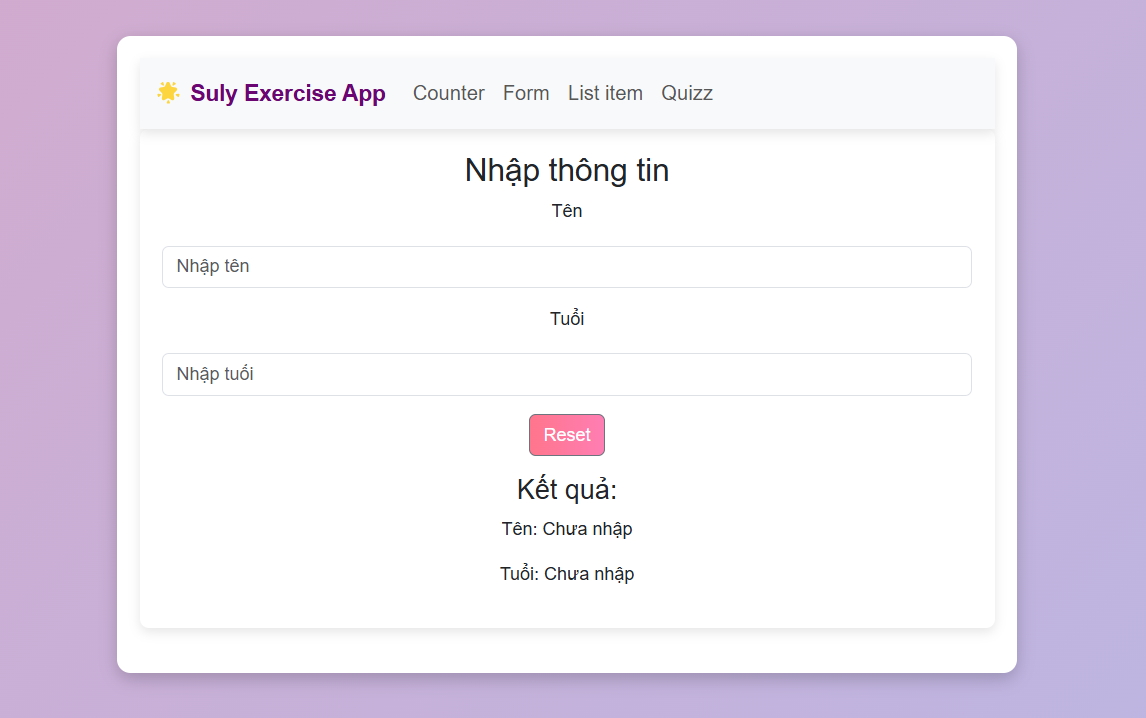 Suly Exercise App Counter Form List item Quizz
Nhập thông tin
Tên
Nhập tên
Tuổi
Nhập tuổi
Reset
Kết quả:
Tên: Chưa nhập
Tuổi: Chưa nhập